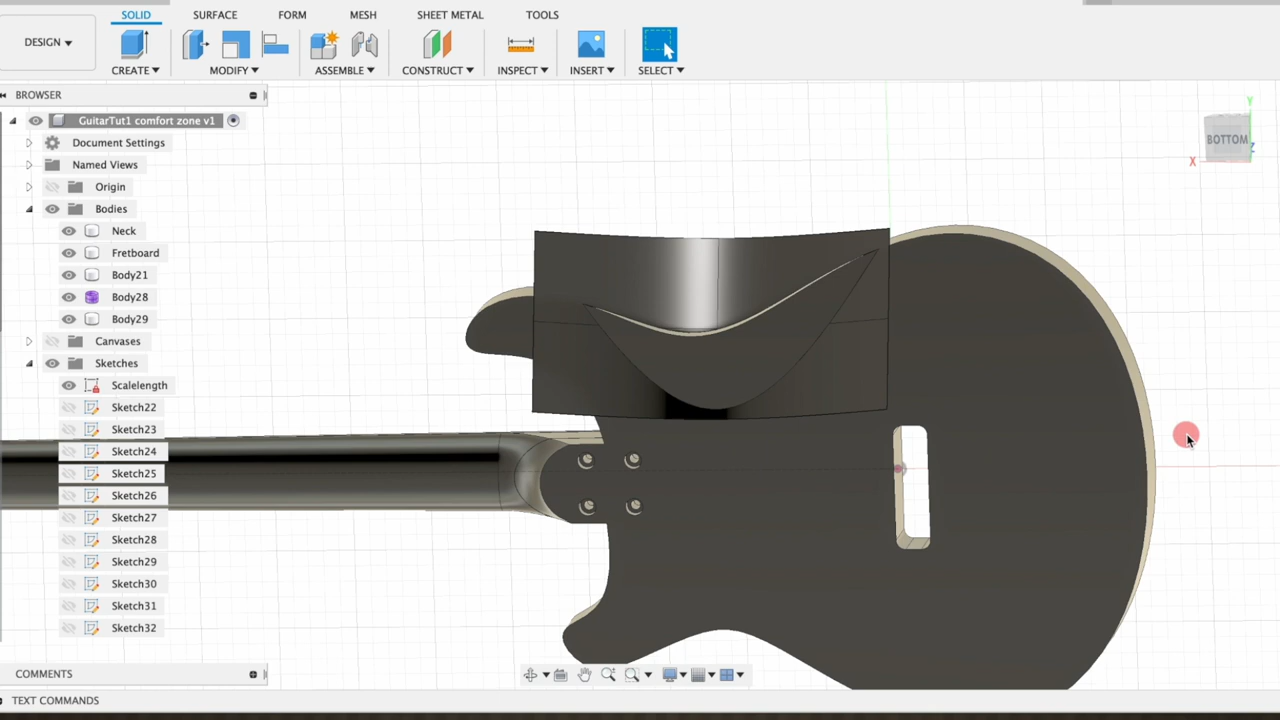 SOLID SURFACE FORM MESH SHEET METAL TOOLS
DESIGN
CREATE MODIFY ASSEMBLE CONSTRUCT INSPECT INSERT SELECT
BROWSER
GuitarTut1 comfort zone v1
Document Settings
Named Views
Origin
Bodies
Neck
Fretboard
Body21
Body28
Body29
Canvases
Sketches
Scalelength
Sketch22
Sketch23
Sketch24
Sketch25
Sketch26
Sketch27
Sketch28
Sketch29
Sketch30
Sketch31
Sketch32
COMMENTS
TEXT COMMANDS
Y
BOTTOM
Z
X